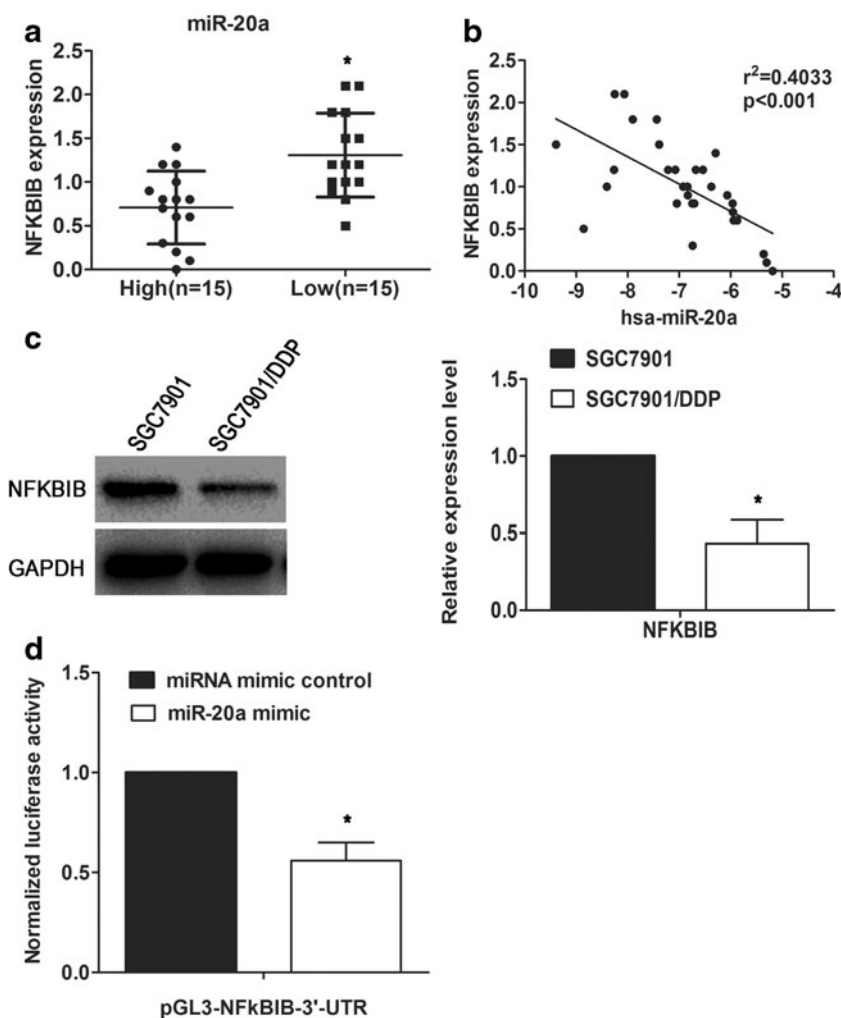 a
miR-20a
NFKBIB expression
2.5
2.0
1.5
1.0
0.5
0.0
*
High(n=15)
Low(n=15)
b
NFKBIB expression
2.5
2.0
1.5
1.0
0.5
0.0
r²=0.4033
p<0.001
-10
-9
-8
-7
-6
-5
-4
hsa-miR-20a
c
SGC7901
SGC7901/DDP
NFKBIB
GAPDH
Relative expression level
1.5
1.0
0.5
0.0
SGC7901
SGC7901/DDP
*
NFKBIB
d
Normalized luciferase activity
1.5
1.0
0.5
0.0
miRNA mimic control
miR-20a mimic
*
pGL3-NFkBIB-3'-UTR